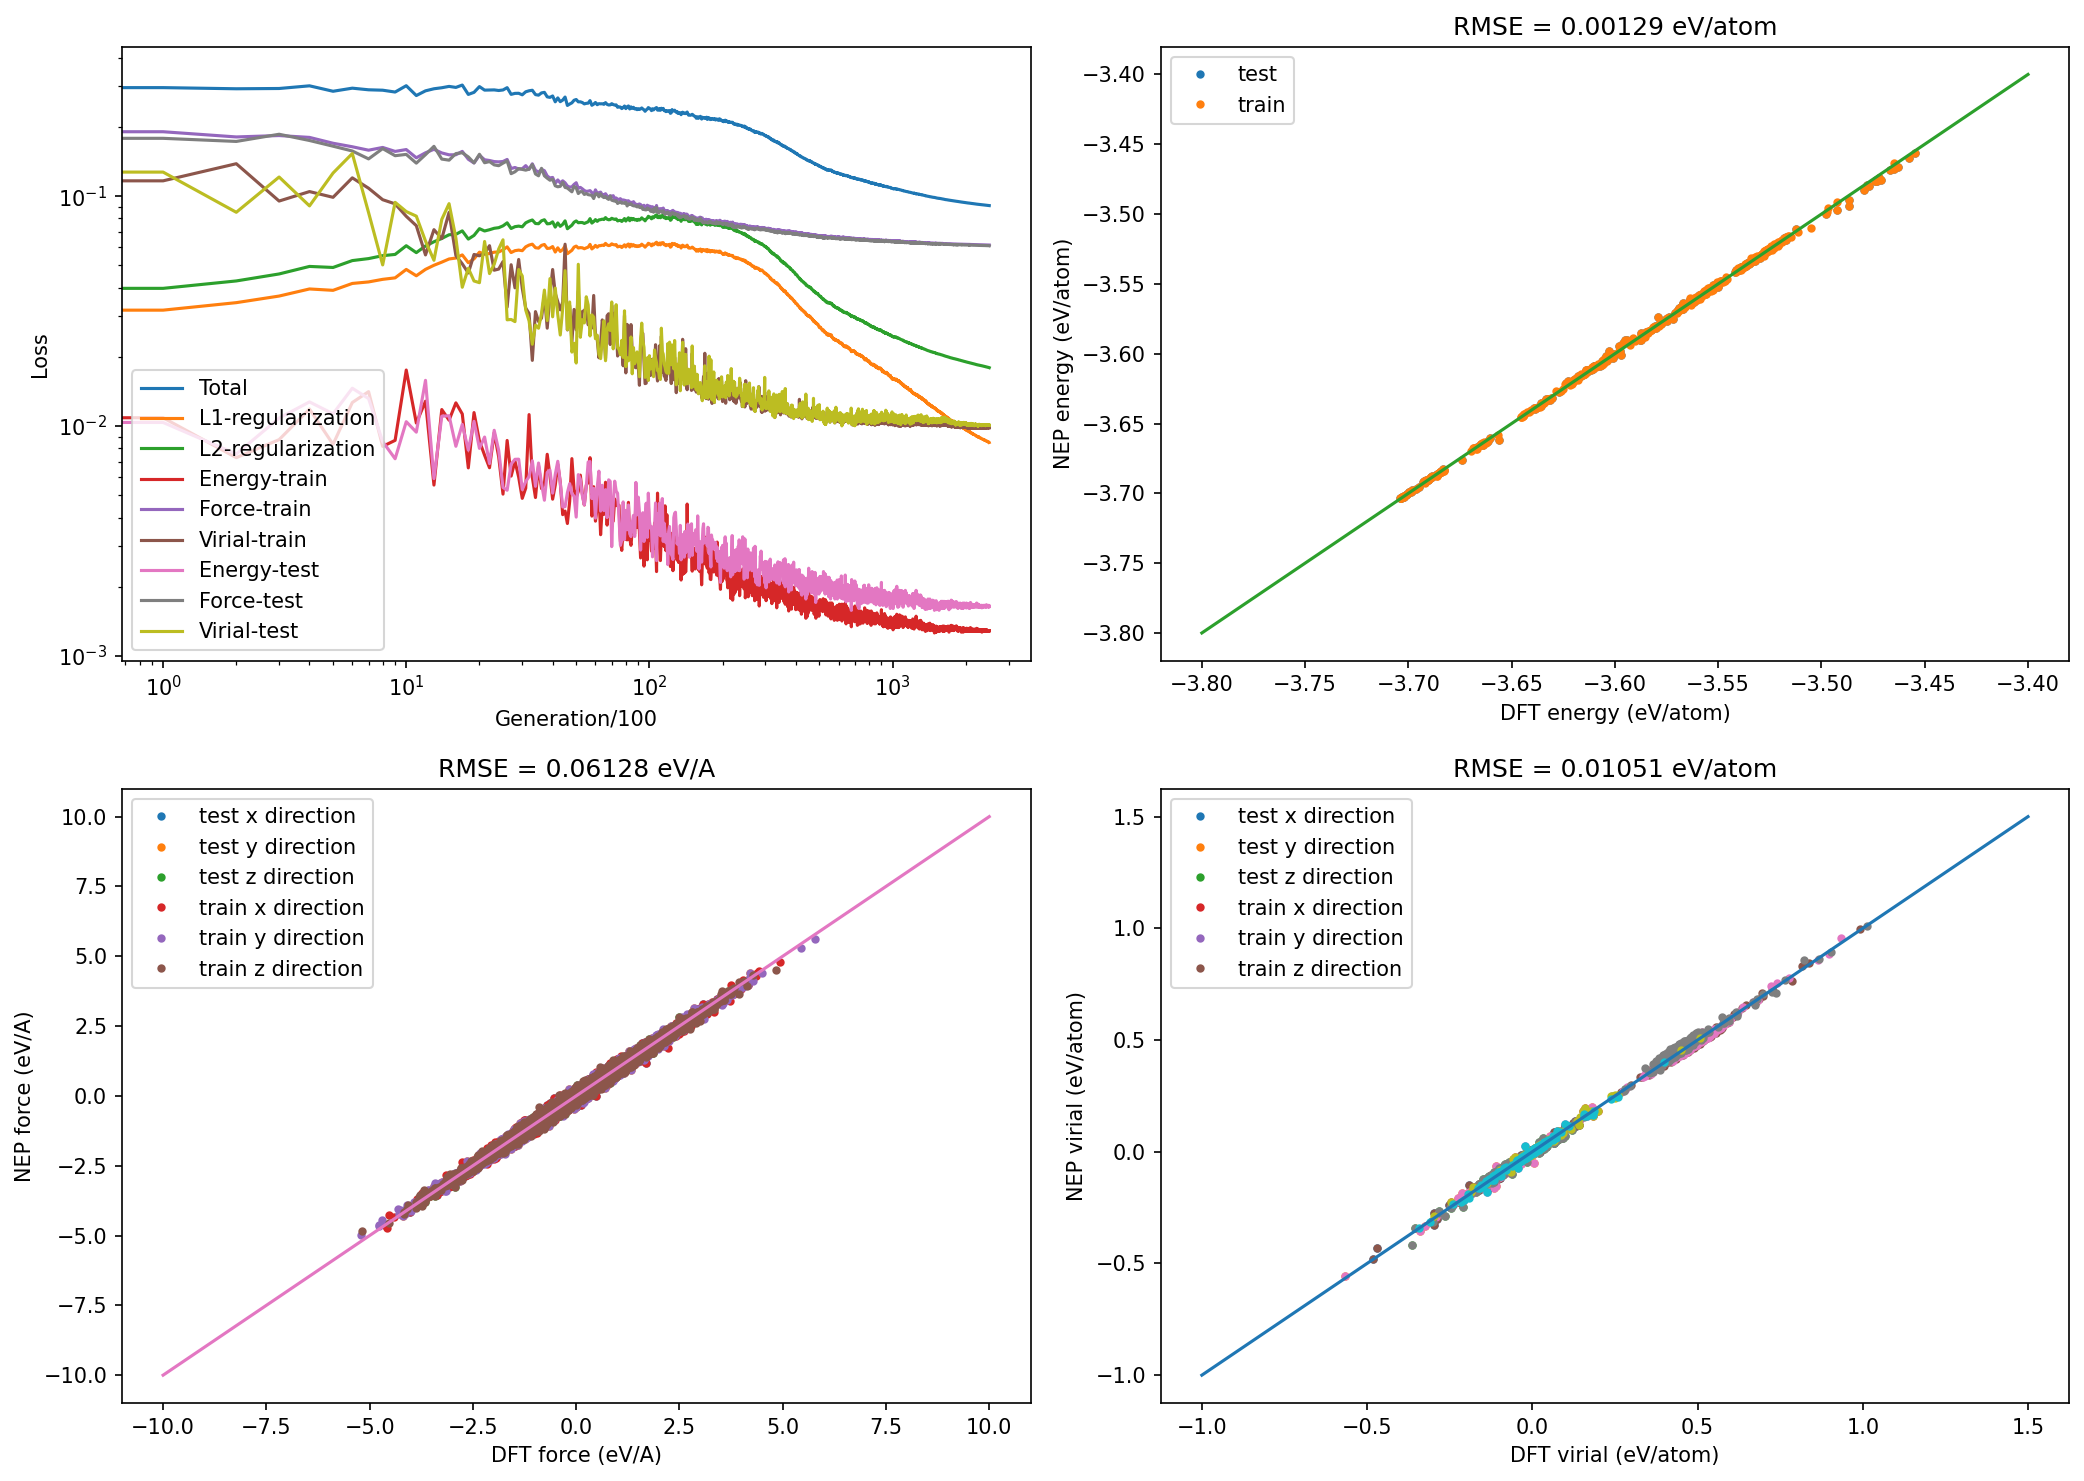 Loss
10⁻¹
10⁻²
10⁻³
Total
L1-regularization
L2-regularization
Energy-train
Force-train
Virial-train
Energy-test
Force-test
Virial-test
10⁰ 10¹ 10² 10³
Generation/100
RMSE = 0.00129 eV/atom
NEP energy (eV/atom)
−3.40
−3.45
−3.50
−3.55
−3.60
−3.65
−3.70
−3.75
−3.80
test
train
−3.80 −3.75 −3.70 −3.65 −3.60 −3.55 −3.50 −3.45 −3.40
DFT energy (eV/atom)
RMSE = 0.06128 eV/A
NEP force (eV/A)
10.0
7.5
5.0
2.5
0.0
−2.5
−5.0
−7.5
−10.0
test x direction
test y direction
test z direction
train x direction
train y direction
train z direction
−10.0 −7.5 −5.0 −2.5 0.0 2.5 5.0 7.5 10.0
DFT force (eV/A)
RMSE = 0.01051 eV/atom
NEP virial (eV/atom)
1.5
1.0
0.5
0.0
−0.5
−1.0
test x direction
test y direction
test z direction
train x direction
train y direction
train z direction
−1.0 −0.5 0.0 0.5 1.0 1.5
DFT virial (eV/atom)